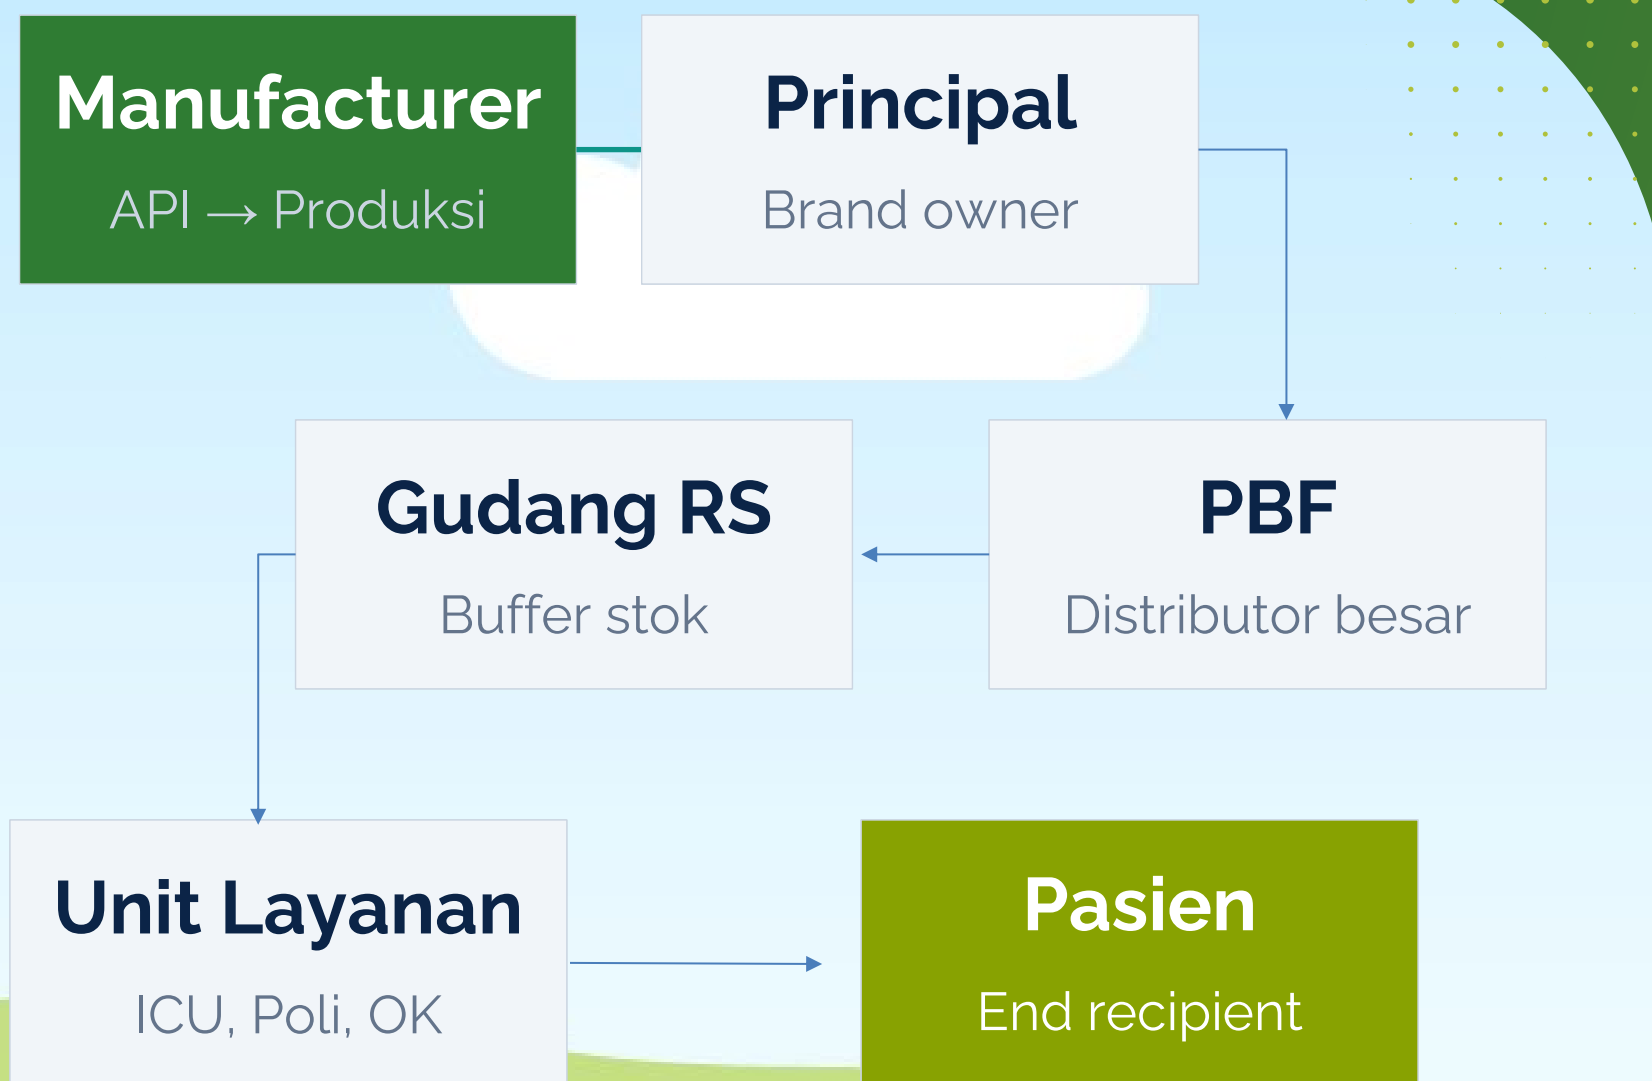 Manufacturer
API → Produksi
Principal
Brand owner
PBF
Distributor besar
Gudang RS
Buffer stok
Unit Layanan
ICU, Poli, OK
Pasien
End recipient